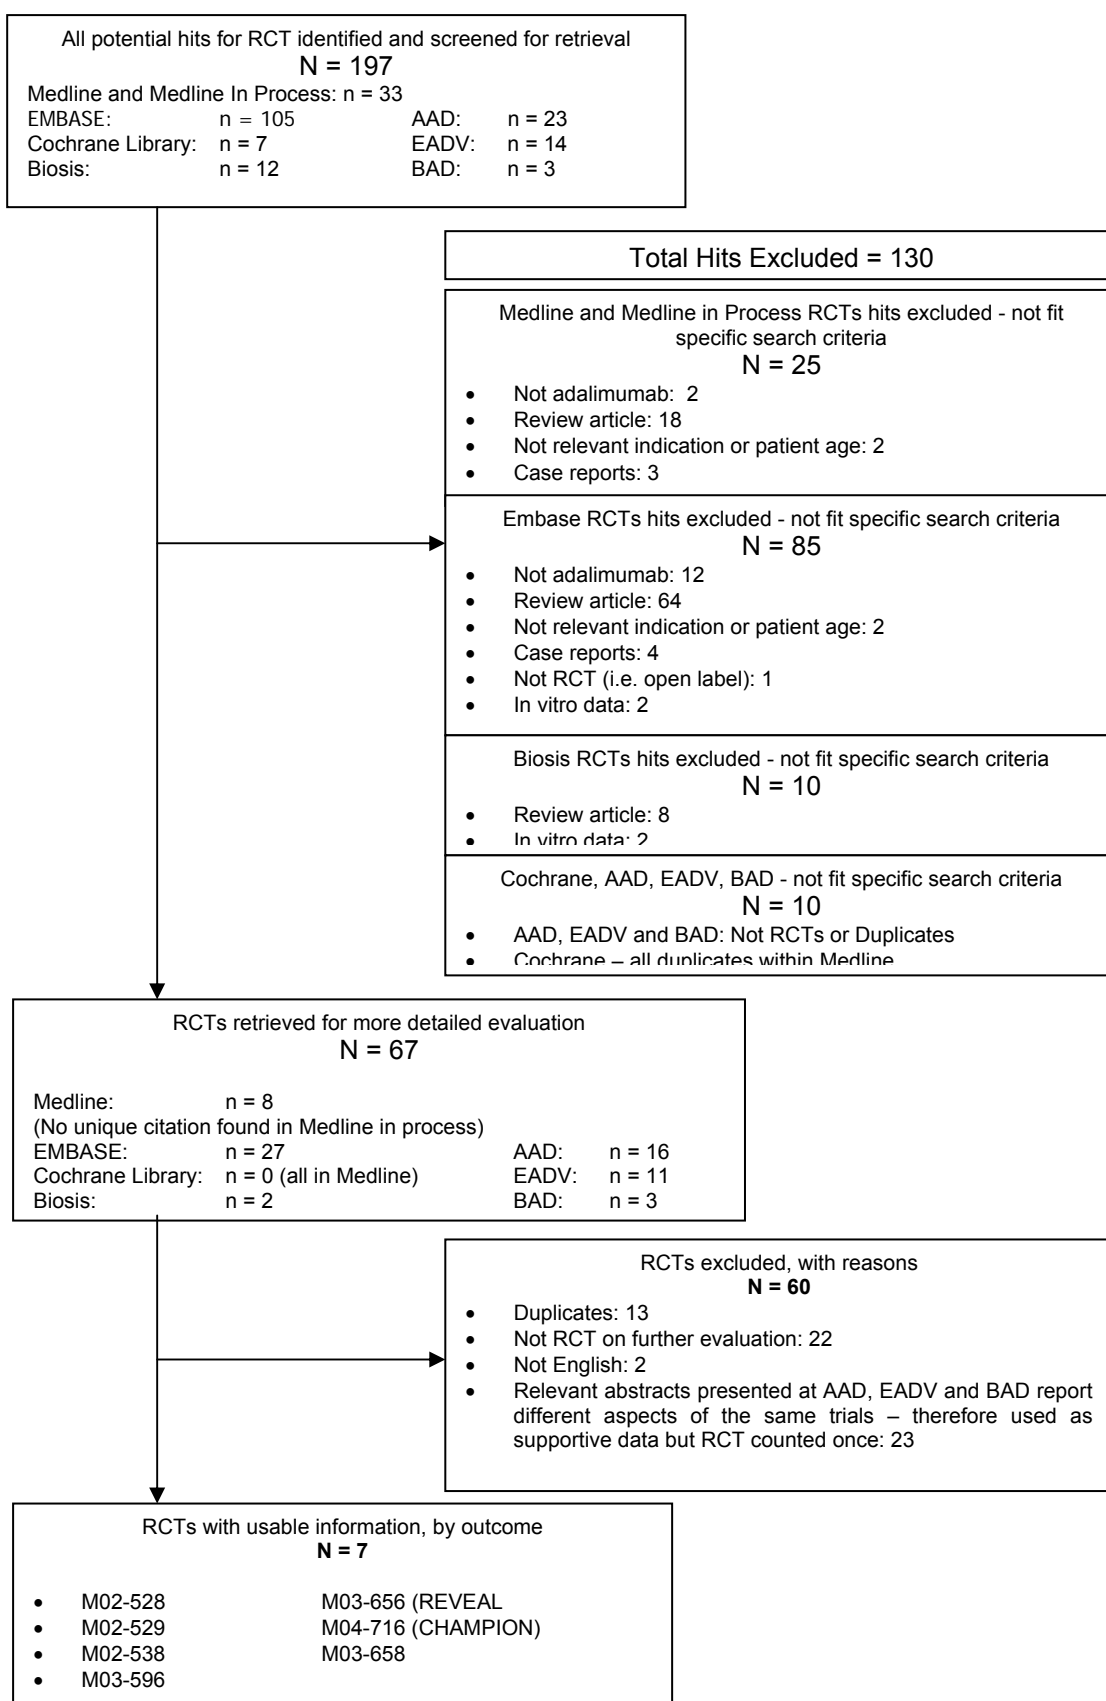 All potential hits for RCT identified and screened for retrieval
N = 197
Medline and Medline In Process: n = 33
EMBASE: n = 105 AAD: n = 23
Cochrane Library: n = 7 EADV: n = 14
Biosis: n = 12 BAD: n = 3
Total Hits Excluded = 130
Medline and Medline in Process RCTs hits excluded - not fit
specific search criteria
N = 25
• Not adalimumab: 2
• Review article: 18
• Not relevant indication or patient age: 2
• Case reports: 3
Embase RCTs hits excluded - not fit specific search criteria
N = 85
• Not adalimumab: 12
• Review article: 64
• Not relevant indication or patient age: 2
• Case reports: 4
• Not RCT (i.e. open label): 1
• In vitro data: 2
Biosis RCTs hits excluded - not fit specific search criteria
N = 10
• Review article: 8
• In vitro data: 2
Cochrane, AAD, EADV, BAD - not fit specific search criteria
N = 10
• AAD, EADV and BAD: Not RCTs or Duplicates
• Cochrane – all duplicates within Medline
RCTs retrieved for more detailed evaluation
N = 67
Medline: n = 8
(No unique citation found in Medline in process)
EMBASE: n = 27 AAD: n = 16
Cochrane Library: n = 0 (all in Medline) EADV: n = 11
Biosis: n = 2 BAD: n = 3
RCTs excluded, with reasons
N = 60
• Duplicates: 13
• Not RCT on further evaluation: 22
• Not English: 2
• Relevant abstracts presented at AAD, EADV and BAD report
different aspects of the same trials – therefore used as
supportive data but RCT counted once: 23
RCTs with usable information, by outcome
N = 7
• M02-528 M03-656 (REVEAL
• M02-529 M04-716 (CHAMPION)
• M02-538 M03-658
• M03-596